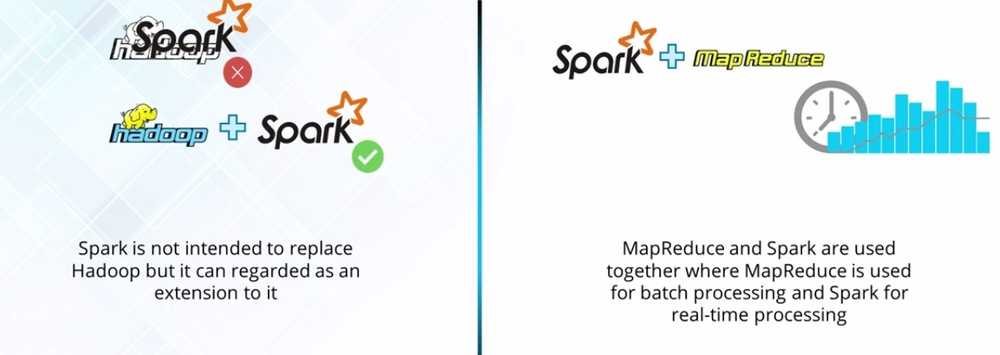 Spark
hadoop
hadoop Spark
Spark is not intended to replace
Hadoop but it can regarded as an
extension to it
Spark Map Reduce
MapReduce and Spark are used
together where MapReduce is used
for batch processing and Spark for
real-time processing